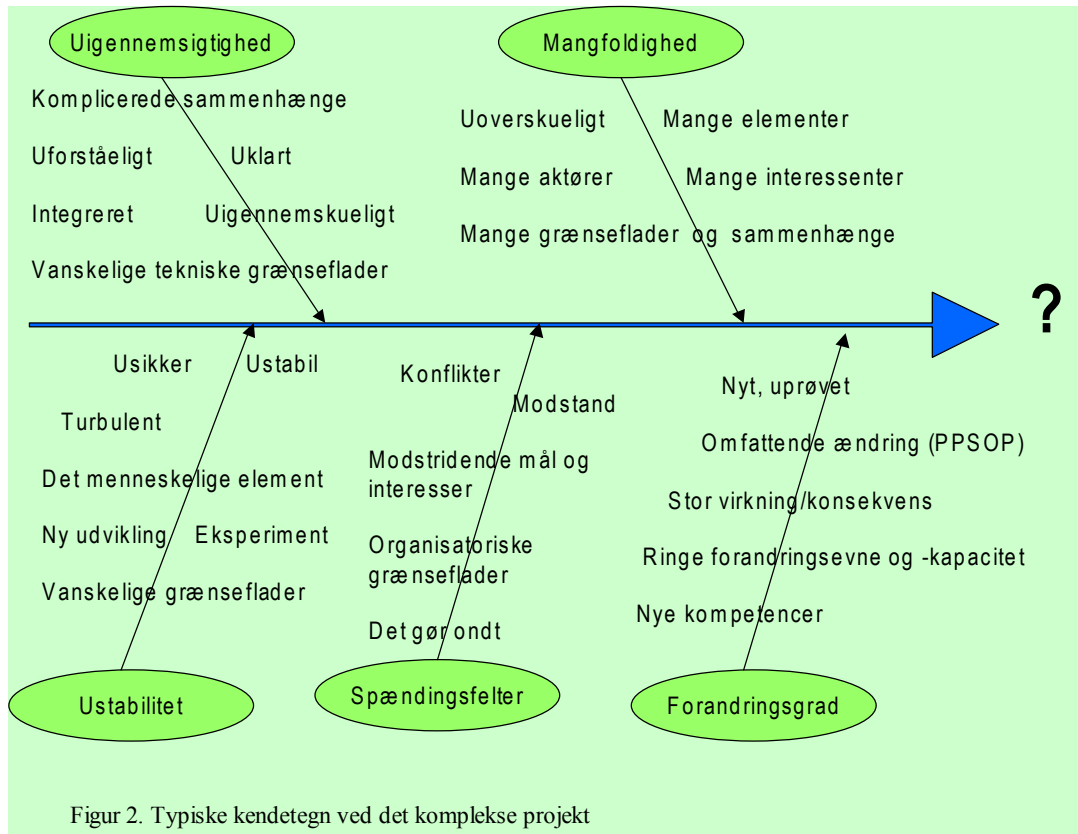 Uigennemsigtighed
Komplicerede sammenhænge
Uforståeligt Uklart
Integreret Uigennemskueligt
Vanskelige tekniske grænseflader
Mangfoldighed
Uoverskueligt Mange elementer
Mange aktører Mange interessenter
Mange grænseflader og sammenhænge
?
Usikker Ustabil
Turbulent
Det menneskelige element
Ny udvikling Eksperiment
Vanskelige grænseflader
Ustabilitet
Konflikter
Modstand
Modstridende mål og
interesser
Organisatoriske
grænseflader
Det gør ondt
Spændingsfelter
Nyt, uprøvet
Omfattende ændring (PPSOP)
Stor virkning/konsekvens
Ringe forandringsevne og -kapacitet
Nye kompetencer
Forandringsgrad
Figur 2. Typiske kendetegn ved det komplekse projekt